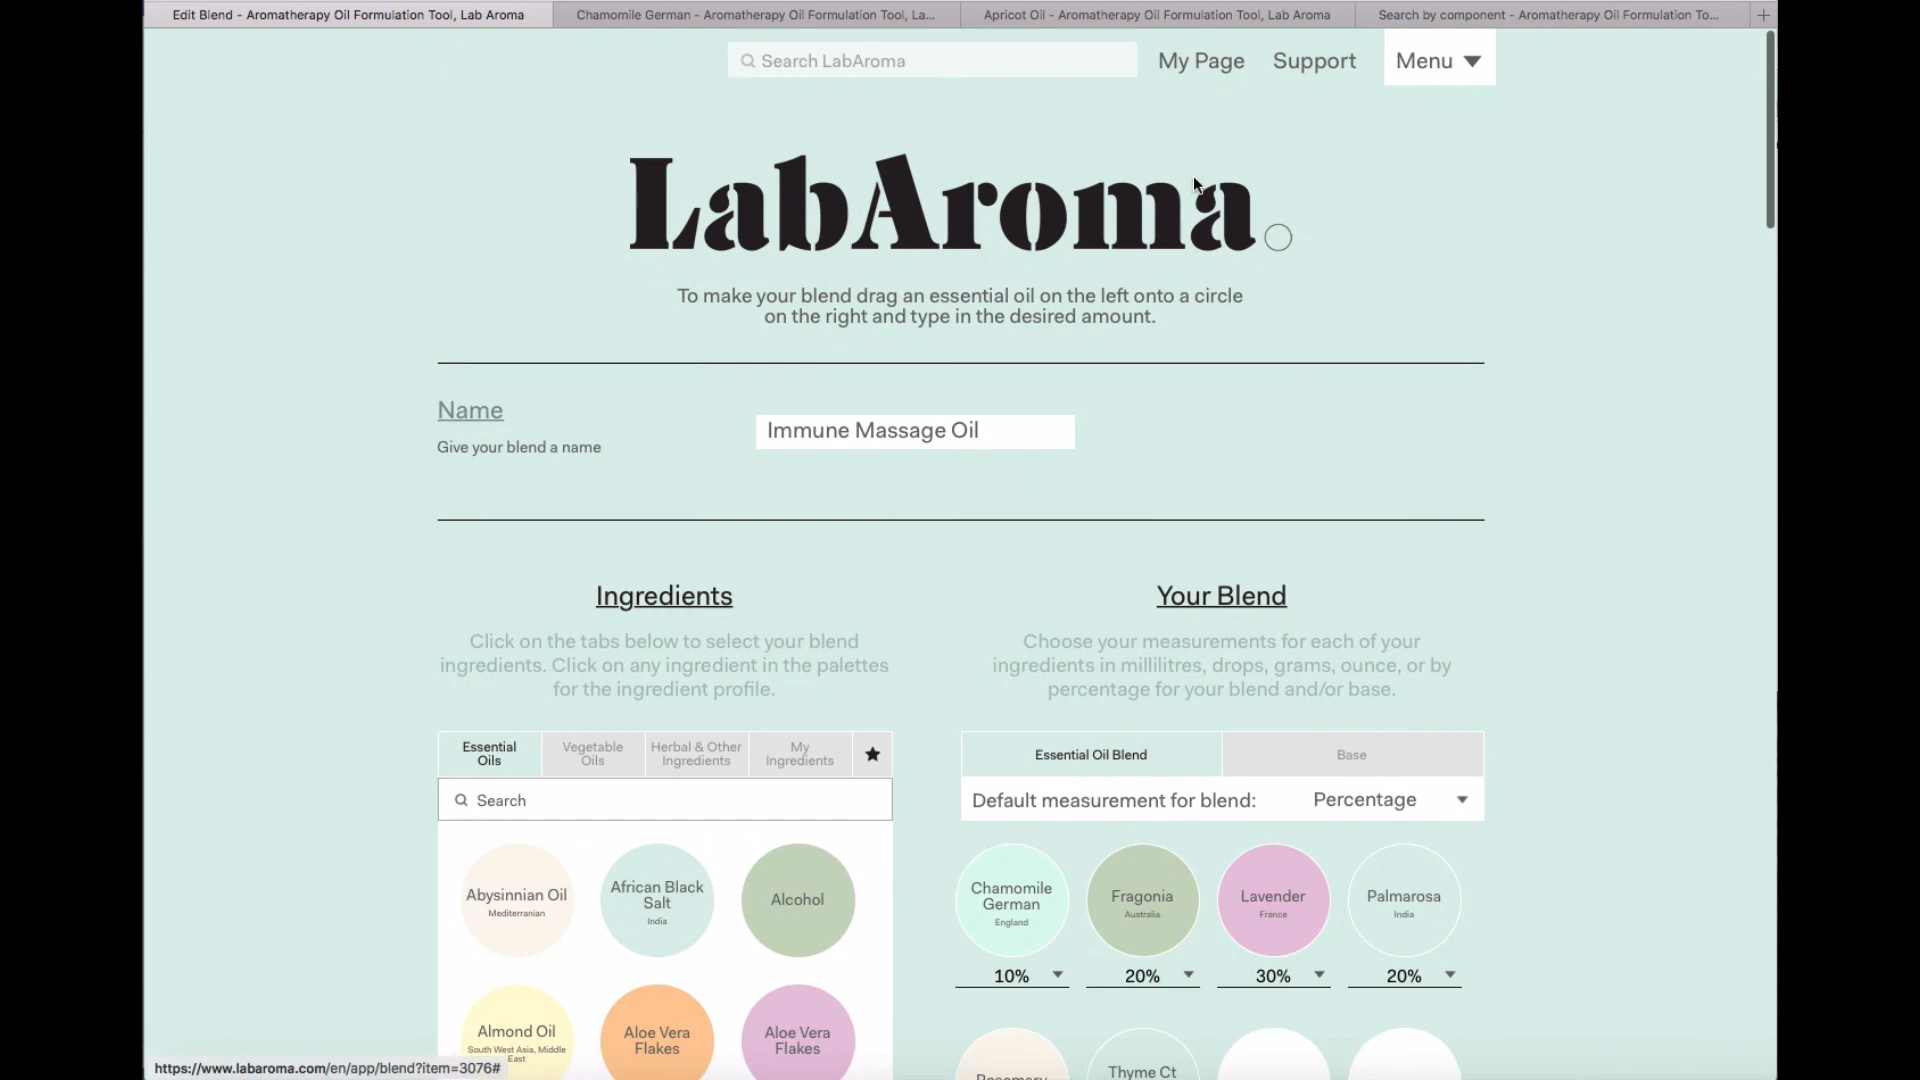 Edit Blend - Aromatherapy Oil Formulation Tool, Lab Aroma
Chamomile German - Aromatherapy Oil Formulation Tool, La...
Apricot Oil - Aromatherapy Oil Formulation Tool, Lab Aroma
Search by component - Aromatherapy Oil Formulation To...
Search LabAroma
My Page
Support
Menu
LabAroma
To make your blend drag an essential oil on the left onto a circle
on the right and type in the desired amount.
Name
Give your blend a name
Immune Massage Oil
Ingredients
Click on the tabs below to select your blend
ingredients. Click on any ingredient in the palettes
for the ingredient profile.
Essential
Oils
Vegetable
Oils
Herbal & Other
Ingredients
My
Ingredients
Search
Abysinnian Oil
Mediterranean
African Black
Salt
India
Alcohol
Almond Oil
South West Asia, Middle
East
Aloe Vera
Flakes
Aloe Vera
Flakes
Your Blend
Choose your measurements for each of your
ingredients in millilitres, drops, grams, ounce, or by
percentage for your blend and/or base.
Essential Oil Blend
Base
Default measurement for blend:
Percentage
Chamomile
German
England
10%
Fragonia
Australia
20%
Lavender
France
30%
Palmarosa
India
20%
Rosemary
Thyme Ct
https://www.labaroma.com/en/app/blend?item=3076#